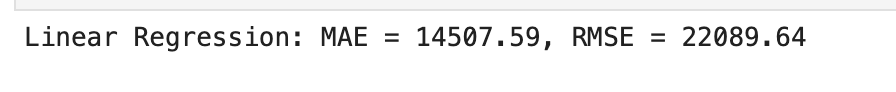 Linear Regression: MAE = 14507.59, RMSE = 22089.64